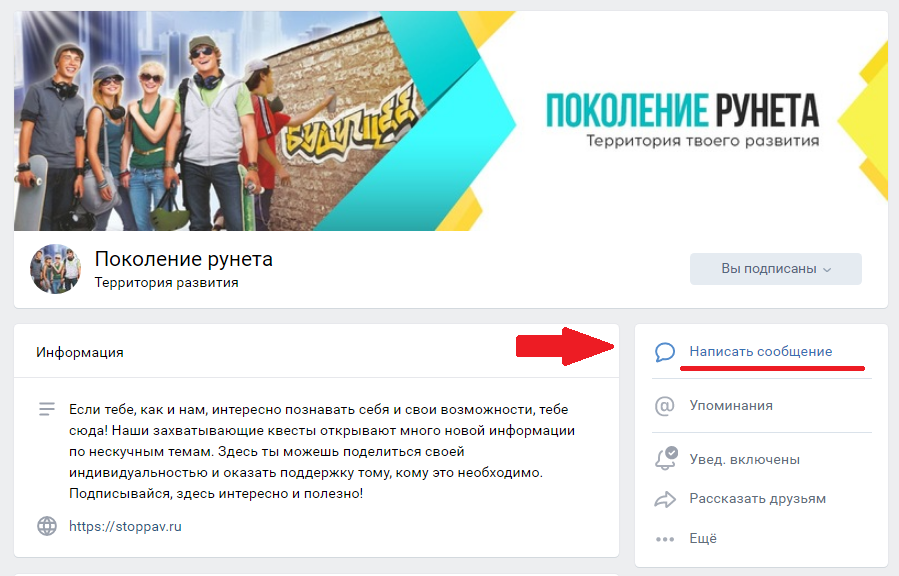 БУДУЩЕЕ
ПОКОЛЕНИЕ РУНЕТА
Территория твоего развития
Поколение рунета
Территория развития
Вы подписаны
Информация
Если тебе, как и нам, интересно познавать себя и свои возможности, тебе
сюда! Наши захватывающие квесты открывают много новой информации
по нескучным темам. Здесь ты можешь поделиться своей
индивидуальностью и оказать поддержку тому, кому это необходимо.
Подписывайся, здесь интересно и полезно!
https://stoppav.ru
Написать сообщение
Упоминания
Увед. включены
Рассказать друзьям
Ещё